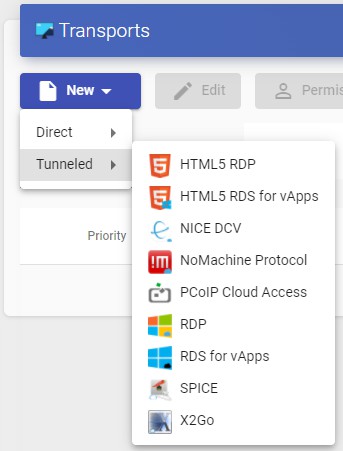 Transports
New
Edit
Permis
Direct
Tunneled
HTML5 RDP
HTML5 RDS for vApps
NICE DCV
Priority
NoMachine Protocol
PCoIP Cloud Access
RDP
RDS for vApps
SPICE
X2Go